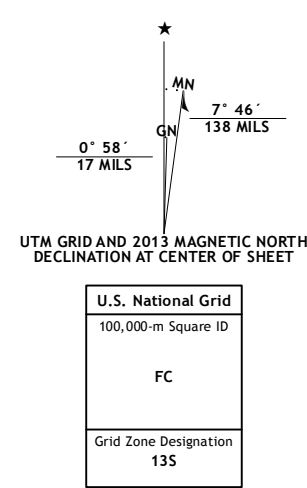 ★
MN
7° 46´
138 MILS
GN
0° 58´
17 MILS
UTM GRID AND 2013 MAGNETIC NORTH
DECLINATION AT CENTER OF SHEET
U.S. National Grid
100,000-m Square ID
FC
Grid Zone Designation
13S